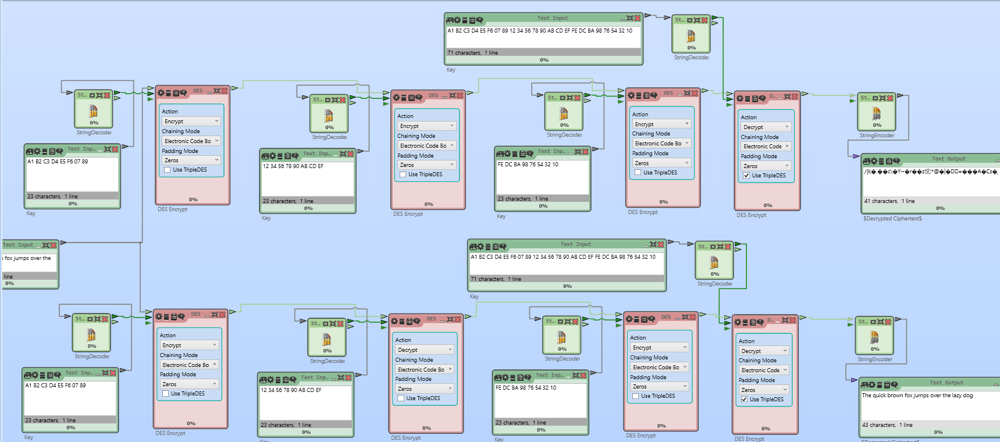 Text Input
A1 B2 C3 D4 E5 F6 07 89 12 34 56 78 90 AB CD EF FE DC BA 98 76 54 32 10
71 characters, 1 line
0%
Key
St...
0%
StringDecoder
St...
0%
StringDecoder
Text Inp...
A1 B2 C3 D4 E5 F6 07 89
23 characters, 1 line
0%
Key
DES
Action
Encrypt
Chaining Mode
Electronic Code Bo
Padding Mode
Zeros
Use TripleDES
0%
DES Encrypt
St...
0%
StringDecoder
Text Inp...
12 34 56 78 90 AB CD EF
23 characters, 1 line
0%
Key
DES
Action
Encrypt
Chaining Mode
Electronic Code Bo
Padding Mode
Zeros
Use TripleDES
0%
DES Encrypt
St...
0%
StringDecoder
Text Inp...
FE DC BA 98 76 54 32 10
23 characters, 1 line
0%
Key
DES
Action
Encrypt
Chaining Mode
Electronic Code Bo
Padding Mode
Zeros
Use TripleDES
0%
DES Encrypt
D...
Action
Decrypt
Chaining Mode
Electronic Code
Padding Mode
Zeros
Use TripleDES
0%
DES Encrypt
St...
0%
StringEncoder
Text Output
41 characters, 1 line
0%
$Decrypted Ciphertext$
Text Input
fox jumps over the
line
0%
Text Input
A1 B2 C3 D4 E5 F6 07 89 12 34 56 78 90 AB CD EF FE DC BA 98 76 54 32 10
71 characters, 1 line
0%
Key
St...
0%
StringDecoder
St...
0%
StringDecoder
Text Inp...
A1 B2 C3 D4 E5 F6 07 89
23 characters, 1 line
0%
Key
DES
Action
Encrypt
Chaining Mode
Electronic Code Bo
Padding Mode
Zeros
Use TripleDES
0%
DES Encrypt
St...
0%
StringDecoder
Text Inp...
12 34 56 78 90 AB CD EF
23 characters, 1 line
0%
Key
DES
Action
Decrypt
Chaining Mode
Electronic Code Bo
Padding Mode
Zeros
Use TripleDES
0%
DES Encrypt
St...
0%
StringDecoder
Text Inp...
FE DC BA 98 76 54 32 10
23 characters, 1 line
0%
Key
DES
Action
Encrypt
Chaining Mode
Electronic Code Bo
Padding Mode
Zeros
Use TripleDES
0%
DES Encrypt
D...
Action
Decrypt
Chaining Mode
Electronic Code
Padding Mode
Zeros
Use TripleDES
0%
DES Encrypt
St...
0%
StringEncoder
Text Output
The quick brown fox jumps over the lazy dog
43 characters, 1 line
0%